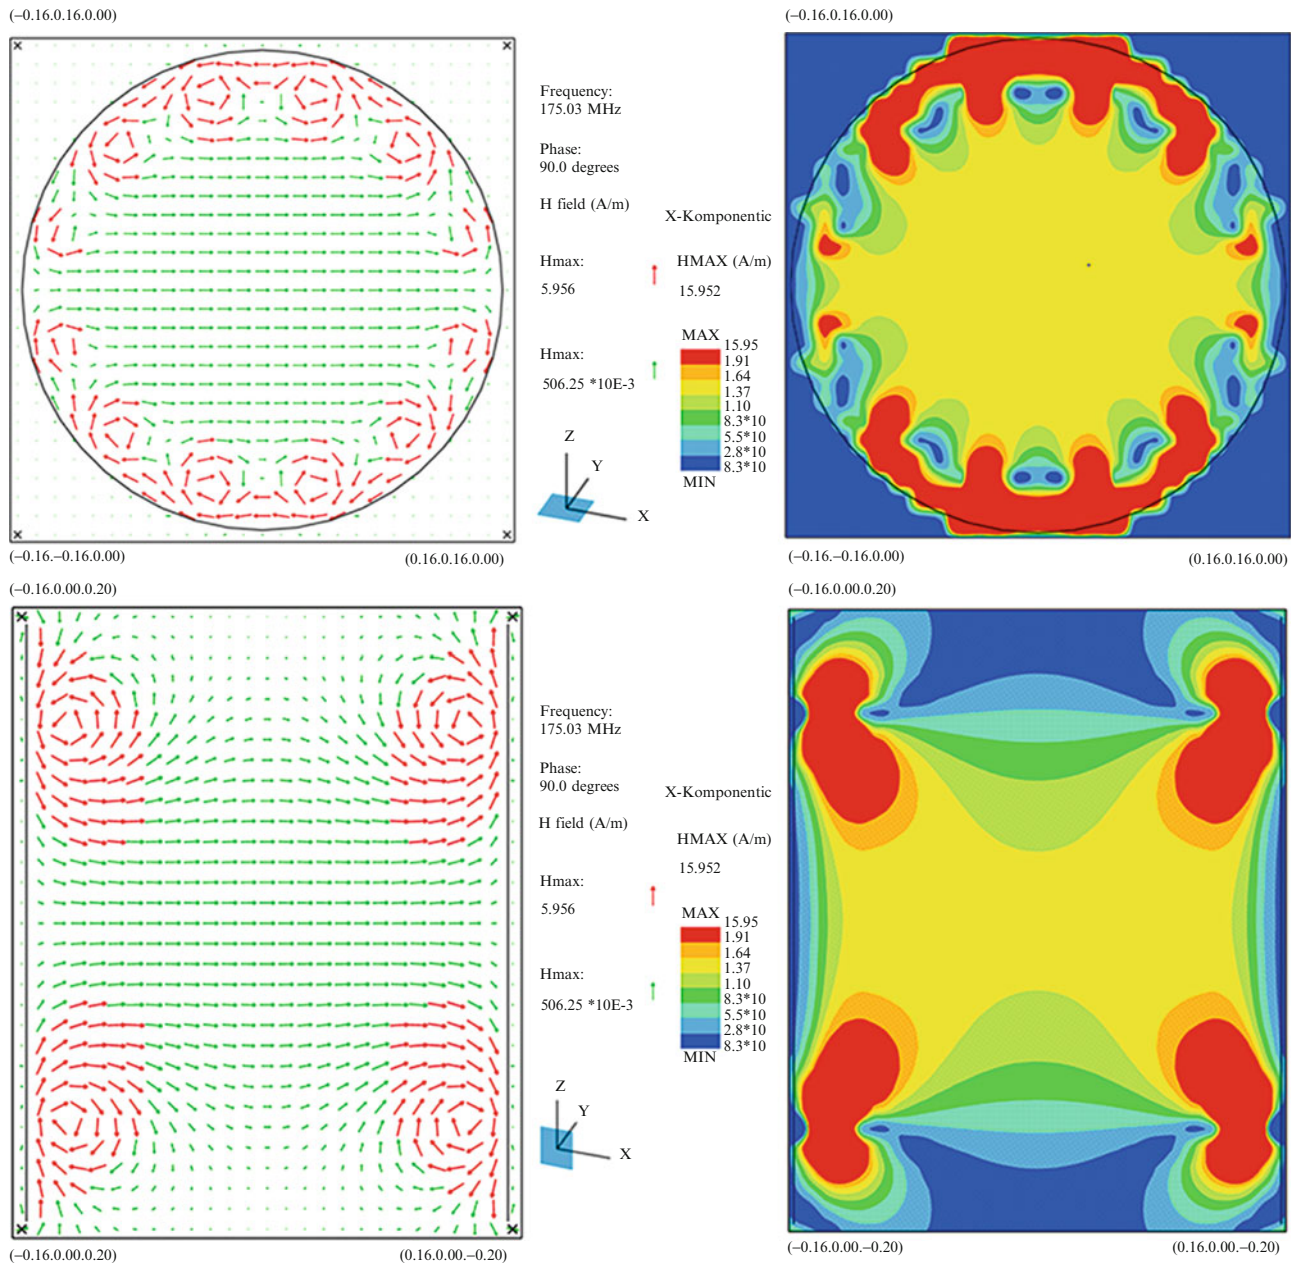 (−0.16.0.16.0.00)
(−0.16.0.16.0.00)
Frequency:
175.03 MHz
Phase:
90.0 degrees
H field (A/m)
X-Komponentic
Hmax:
5.956
HMAX (A/m)
15.952
Hmax:
506.25 *10E-3
MAX
15.95
1.91
1.64
1.37
1.10
8.3*10
5.5*10
2.8*10
8.3*10
MIN
Z
Y
X
(−0.16.−0.16.0.00)
(0.16.0.16.0.00)
(−0.16.−0.16.0.00)
(0.16.0.16.0.00)
(−0.16.0.00.0.20)
(−0.16.0.00.0.20)
Frequency:
175.03 MHz
Phase:
90.0 degrees
H field (A/m)
X-Komponentic
Hmax:
5.956
HMAX (A/m)
15.952
Hmax:
506.25 *10E-3
MAX
15.95
1.91
1.64
1.37
1.10
8.3*10
5.5*10
2.8*10
8.3*10
MIN
Z
Y
X
(−0.16.0.00.0.20)
(0.16.0.00.−0.20)
(−0.16.0.00.−0.20)
(0.16.0.00.−0.20)